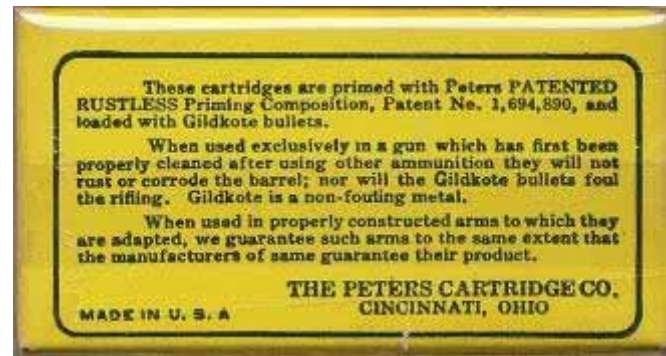 These cartridges are primed with Peters PATENTED
RUSTLESS Priming Composition, Patent No. 1,694,890, and
loaded with Gildkote bullets.
When used exclusively in a gun which has first been
properly cleaned after using other ammunition they will not
rust or corrode the barrel; nor will the Gildkote bullets foul
the rifling. Gildkote is a non-fouling metal.
When used in properly constructed arms to which they
are adapted, we guarantee such arms to the same extent that
the manufacturers of same guarantee their product.
THE PETERS CARTRIDGE CO.
CINCINNATI, OHIO
MADE IN U. S. A